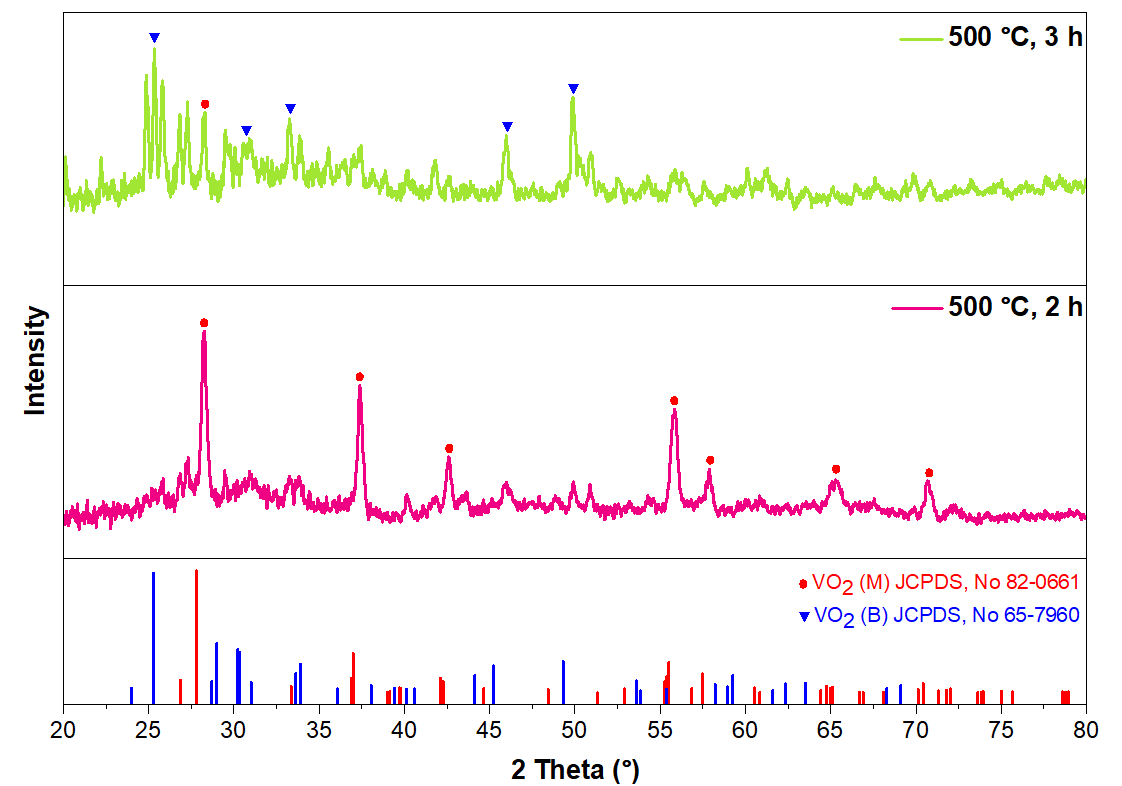 500 °C, 3 h
500 °C, 2 h
Intensity
VO2 (M) JCPDS, No 82-0661
VO2 (B) JCPDS, No 65-7960
20 25 30 35 40 45 50 55 60 65 70 75 80
2 Theta (°)